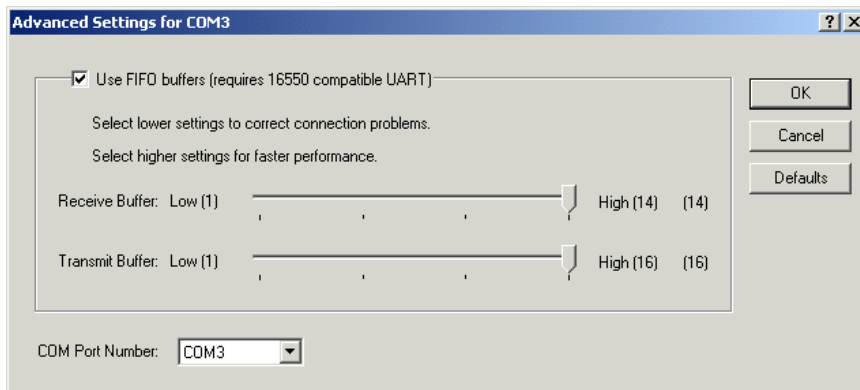 Advanced Settings for COM3
Use FIFO buffers (requires 16550 compatible UART)
OK
Select lower settings to correct connection problems.
Cancel
Select higher settings for faster performance.
Defaults
Receive Buffer: Low (1) High (14) (14)
Transmit Buffer: Low (1) High (16) (16)
COM Port Number: COM3